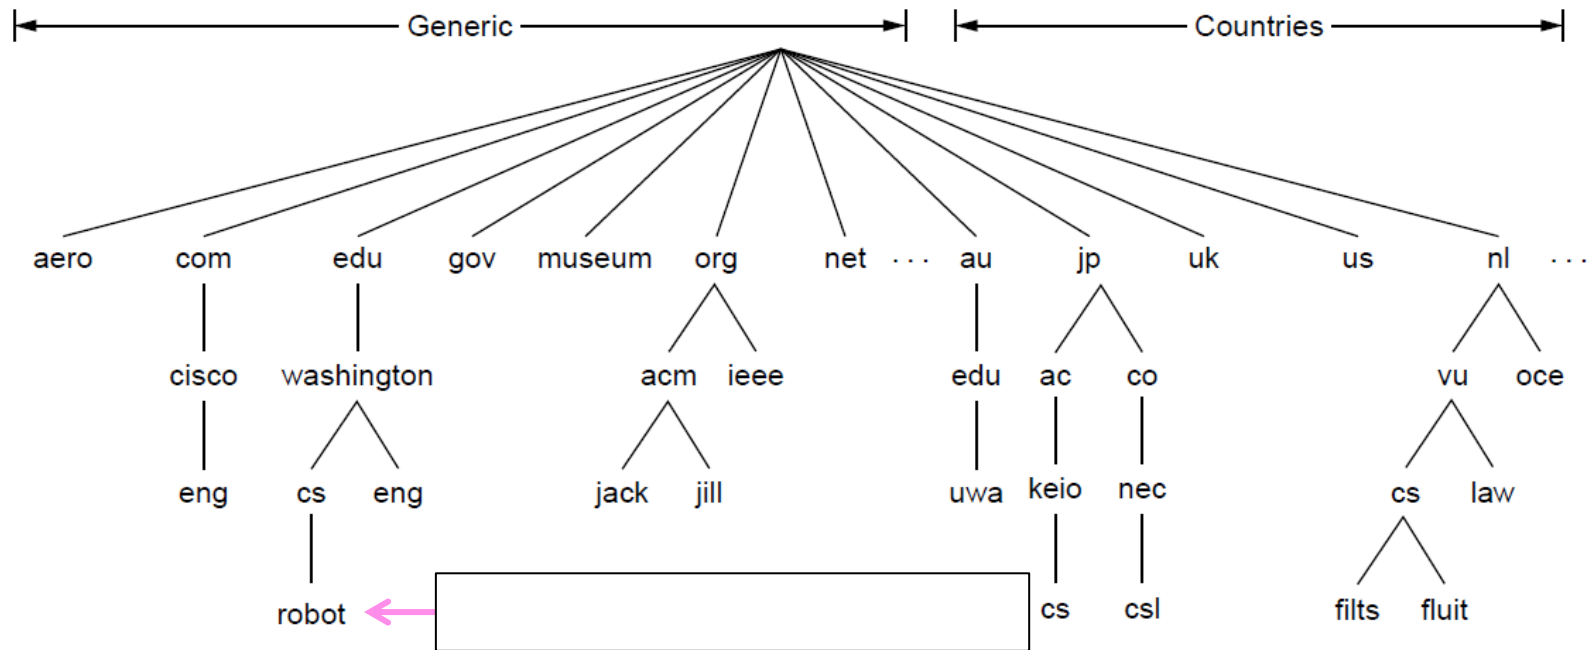 Generic Countries
aero com edu gov museum org net ... au jp uk us nl ...
cisco washington acm ieee edu ac co vu oce
eng cs eng jack jill uwa keio nec cs law
robot cs csl filts fluit